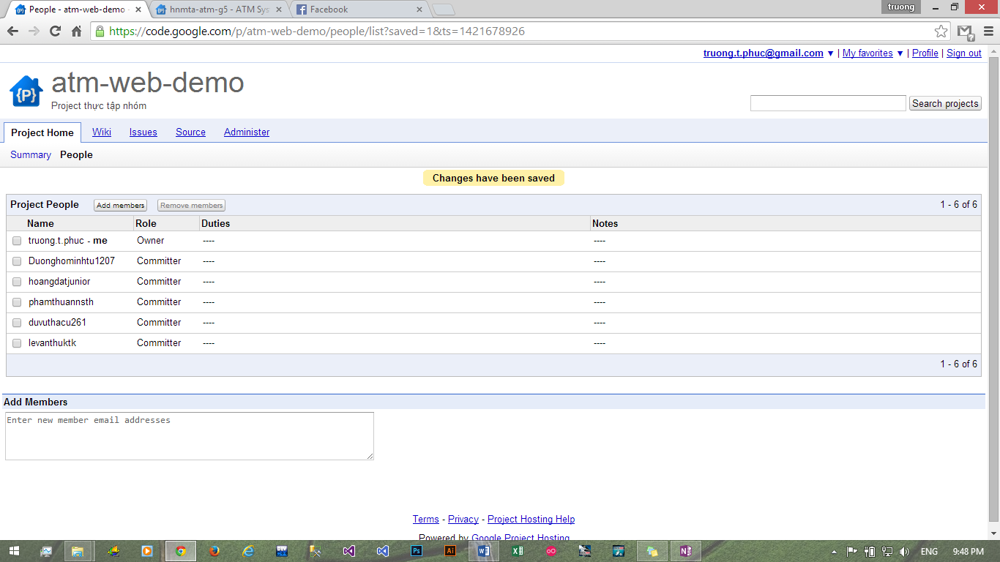 People - atm-web-demo - hnmta-atm-g5 - ATM Sys Facebook truong
https://code.google.com/p/atm-web-demo/people/list?saved=1&ts=1421678926
truong.t.phuc@gmail.com ▼ | My favorites ▼ | Profile | Sign out
{P} atm-web-demo
Project thực tập nhóm
Search projects
Project Home Wiki Issues Source Administer
Summary People
Changes have been saved
Project People Add members Remove members 1 - 6 of 6
Name Role Duties Notes
truong.t.phuc - me Owner ---- ----
Duonghominhtu1207 Committer ---- ----
hoangdatjunior Committer ---- ----
phamthuannsth Committer ---- ----
duvuthacu261 Committer ---- ----
levanthuktk Committer ---- ----
1 - 6 of 6
Add Members
Enter new member email addresses
Terms - Privacy - Project Hosting Help
Powered by Google Project Hosting
Ps Ai ENG 9:48 PM